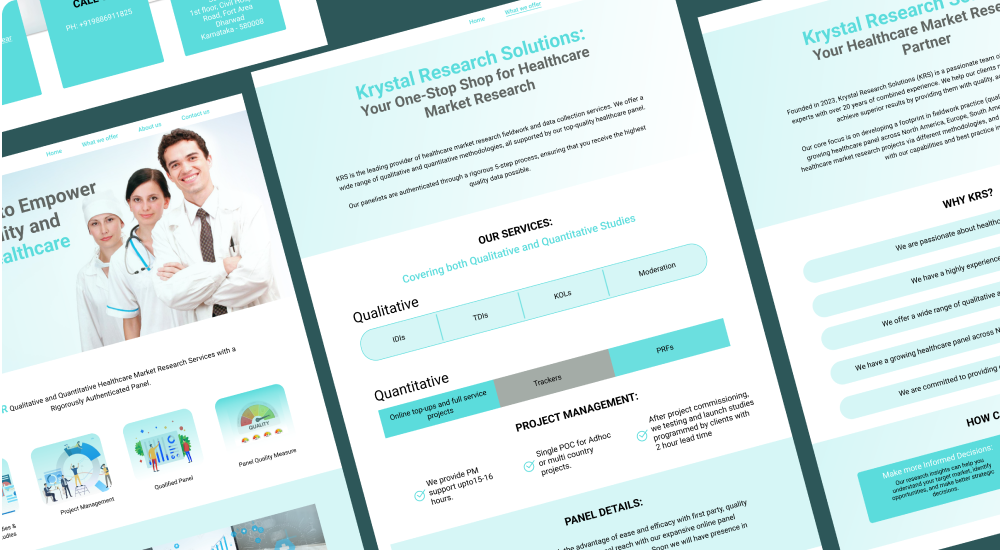 CALL
PH: +919886911825
1st floor, Civil
Road, Fort Area
Dharwad
Karnataka - 580008
Home
What we offer
About us
Contact us
to Empower
lity and
althcare
Qualitative and Quantitative Healthcare Market Research Services with a
Rigorously Authenticated Panel.
Project Management
Qualified Panel
QUALITY
Panel Quality Measure
Home
What we offer
Krystal Research Solutions:
Your One-Stop Shop for Healthcare
Market Research
KRS is the leading provider of healthcare market research fieldwork and data collection services. We offer a
wide range of qualitative and quantitative methodologies, all supported by our top-quality healthcare panel.
Our panelists are authenticated through a rigorous 5-step process, ensuring that you receive the highest
quality data possible.
OUR SERVICES:
Covering both Qualitative and Quantitative Studies
Qualitative
IDIs
TDIs
KOLs
Moderation
Quantitative
Online top-ups and full service
projects
Trackers
PRFs
PROJECT MANAGEMENT:
We provide PM
support upto15-16
hours.
Single POC for Adhoc
or multi country
projects.
After project commissioning,
we testing and launch studies
programmed by clients with
2 hour lead time
PANEL DETAILS:
the advantage of ease and efficacy with first party, quality
reach with our expansive online panel
Soon we will have presence in
Krystal Research
Your Healthcare Market
Partner
Founded in 2023, Krystal Research Solutions (KRS) is a passionate team
experts with over 20 years of combined experience. We help our clients
achieve superior results by providing them with quality,
Our core focus is on developing a footprint in fieldwork practice
growing healthcare panel across North America, Europe, South
healthcare market research projects via different methodologies, and
with our capabilities and best practice
WHY KRS?
We are passionate about
We have a highly
We offer a wide range of qualitative
We have a growing healthcare panel across
We are committed to providing
HOW
Make more Informed Decisions:
Our research insights can help you
understand your target market, identify
opportunities, and make better strategic
decisions.